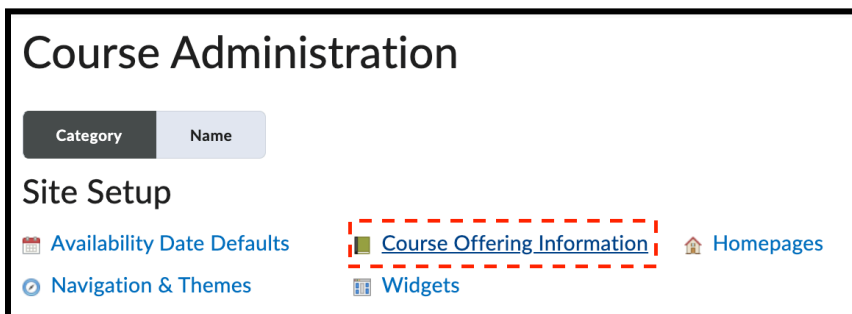 Course Administration
Category Name
Site Setup
Availability Date Defaults Course Offering Information Homepages
Navigation & Themes Widgets